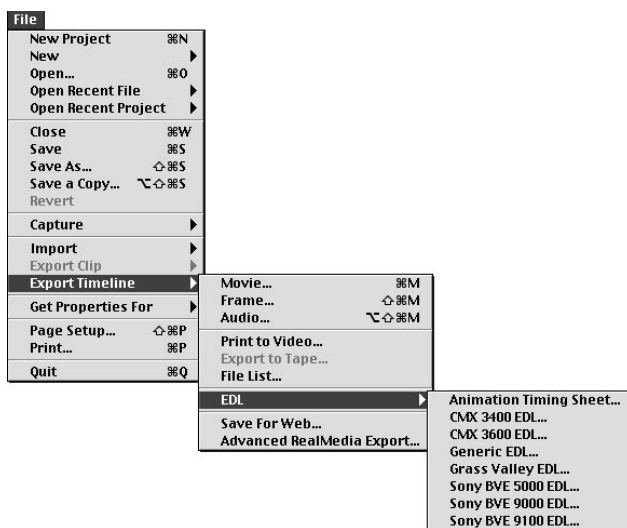 File
New Project ⌘N
New
Open... ⌘O
Open Recent File
Open Recent Project
Close ⌘W
Save ⌘S
Save As... ⇧⌘S
Save a Copy... ⌥⇧⌘S
Revert
Capture
Import
Export Clip
Export Timeline
Get Properties For
Page Setup... ⇧⌘P
Print... ⌘P
Quit ⌘Q
Movie... ⌘M
Frame... ⇧⌘M
Audio... ⌥⇧⌘M
Print to Video...
Export to Tape...
File List...
EDL
Save For Web...
Advanced RealMedia Export...
Animation Timing Sheet...
CMX 3400 EDL...
CMX 3600 EDL...
Generic EDL...
Grass Valley EDL...
Sony BVE 5000 EDL...
Sony BVE 9000 EDL...
Sony BVE 9100 EDL...